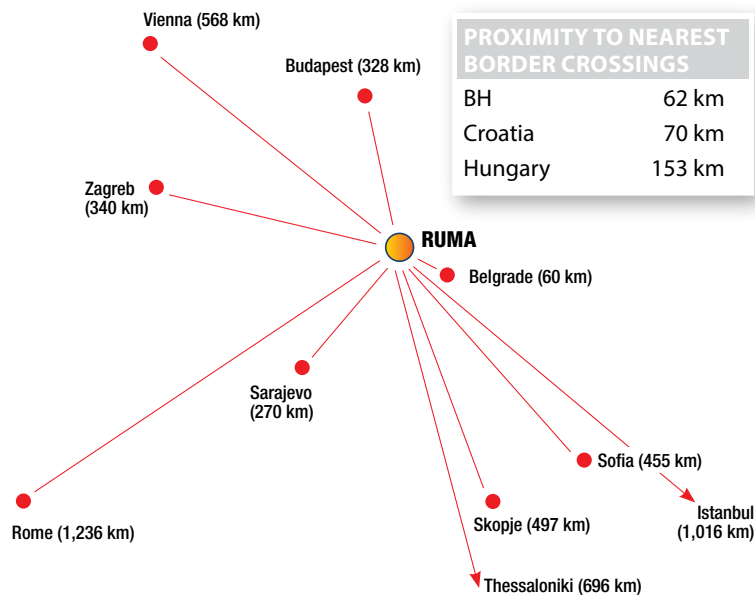 Vienna (568 km)
Budapest (328 km)
PROXIMITY TO NEAREST
BORDER CROSSINGS
BH 62 km
Croatia 70 km
Hungary 153 km
Zagreb
(340 km)
RUMA
Belgrade (60 km)
Sarajevo
(270 km)
Sofia (455 km)
Istanbul
(1,016 km)
Rome (1,236 km)
Skopje (497 km)
Thessaloniki (696 km)